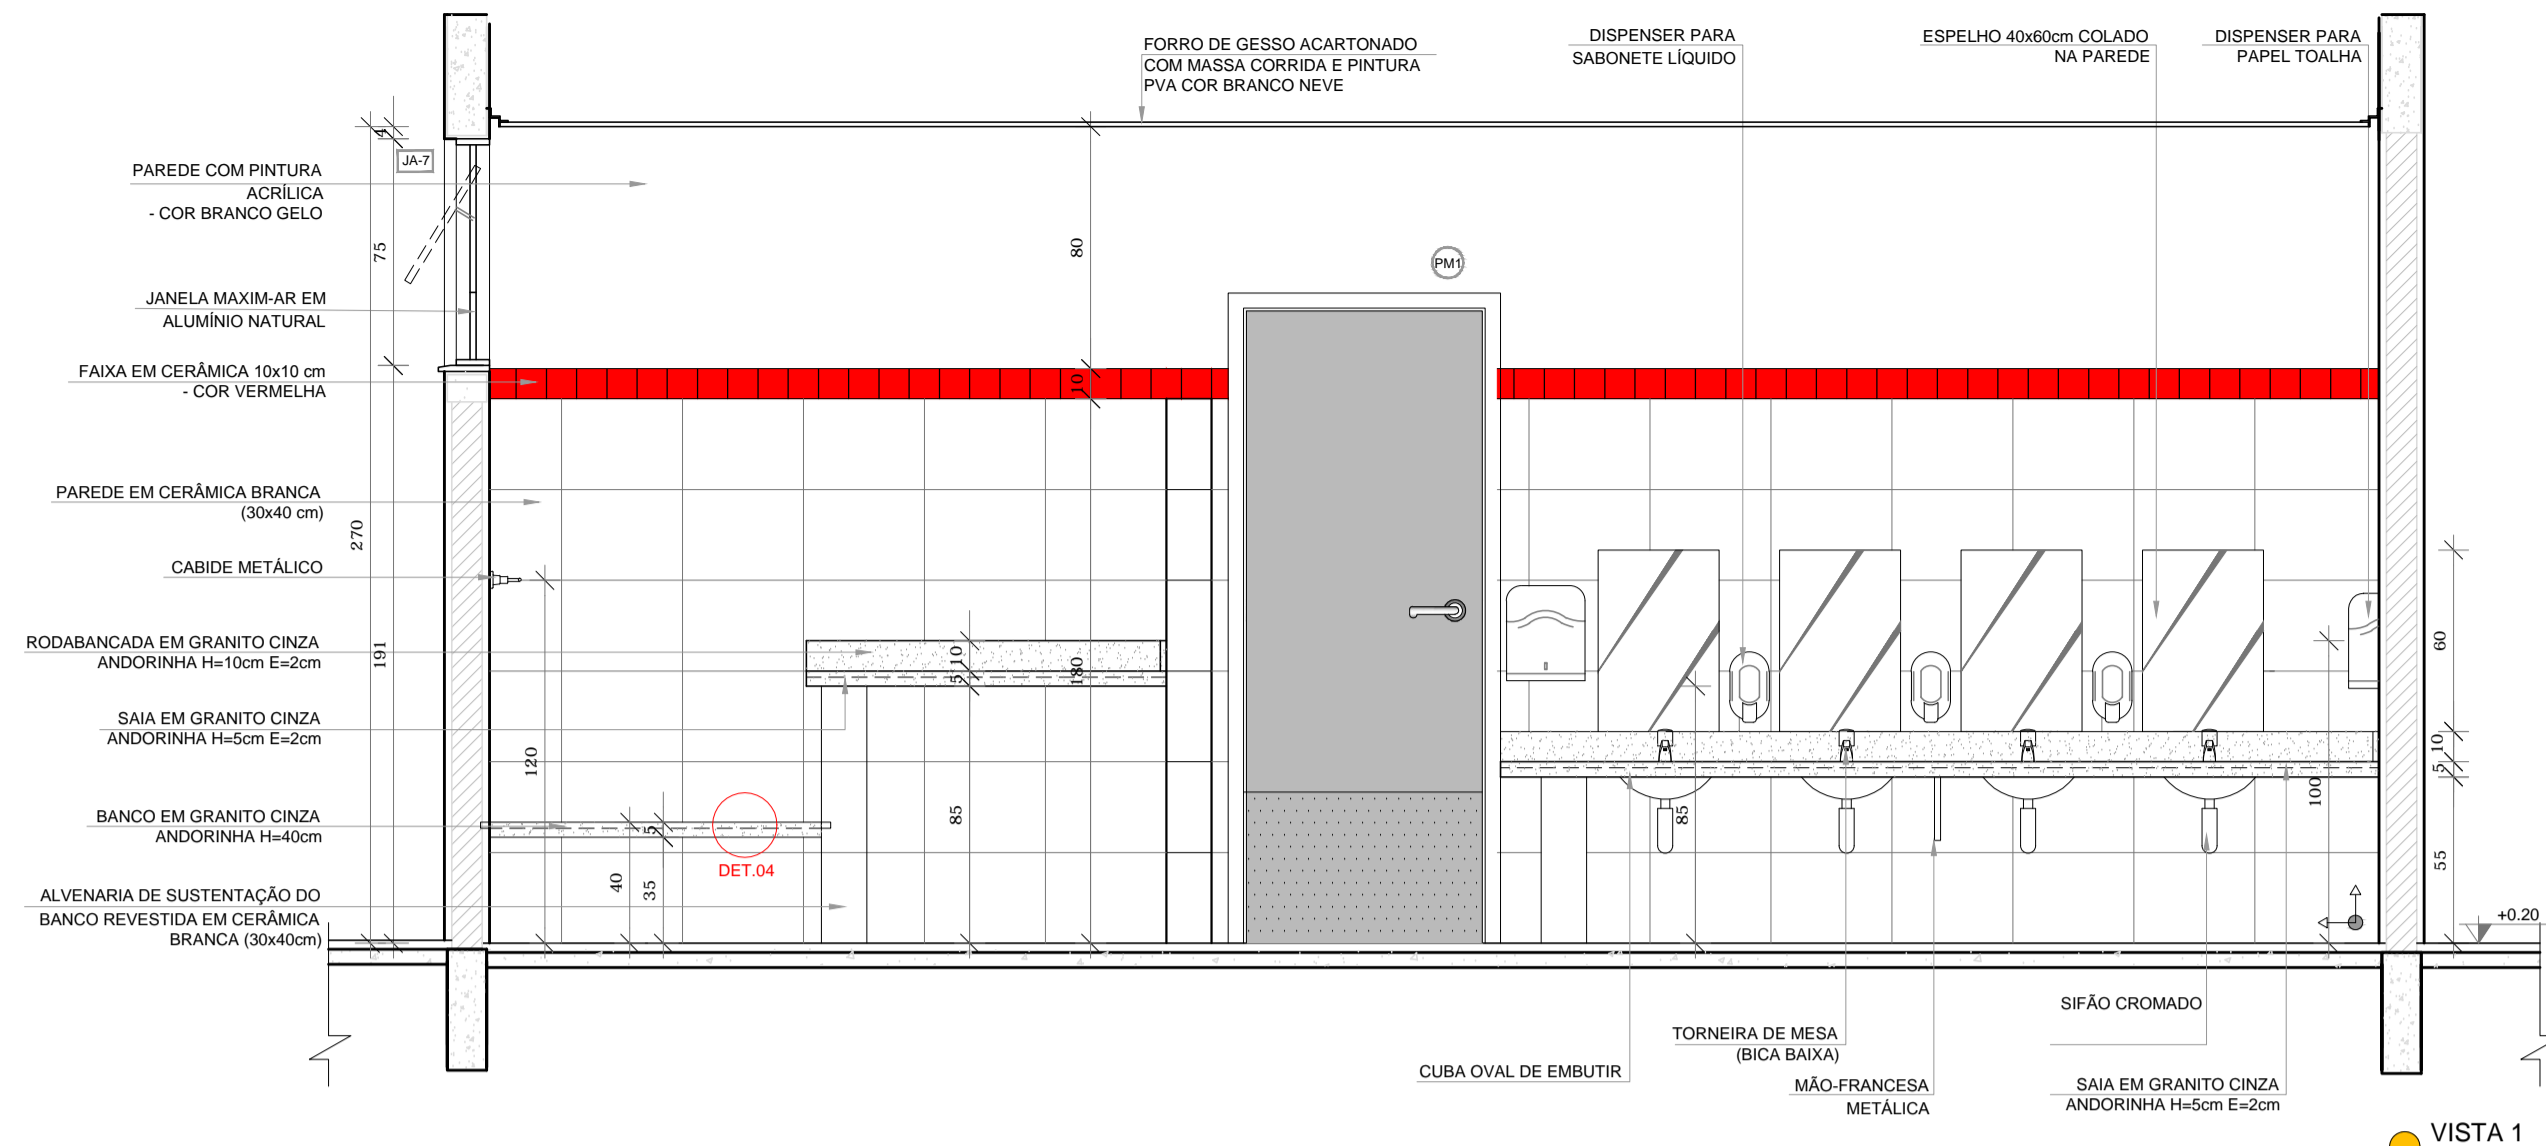 FORRO DE GESSO ACARTONADO
COM MASSA CORRIDA E PINTURA
PVA COR BRANCO NEVE
DISPENSER PARA
SABONETE LÍQUIDO
ESPELHO 40x60cm COLADO
NA PAREDE
DISPENSER PARA
PAPEL TOALHA
4
JA-7
PAREDE COM PINTURA
ACRÍLICA
- COR BRANCO GELO
75
80
PM1
JANELA MAXIM-AR EM
ALUMÍNIO NATURAL
FAIXA EM CERÂMICA 10x10 cm
- COR VERMELHA
10
PAREDE EM CERÂMICA BRANCA
(30x40 cm)
270
CABIDE METÁLICO
RODABANCADA EM GRANITO CINZA
ANDORINHA H=10cm E=2cm
191
10
5
180
60
SAIA EM GRANITO CINZA
ANDORINHA H=5cm E=2cm
120
10
5
100
BANCO EM GRANITO CINZA
ANDORINHA H=40cm
5
85
85
DET.04
40
35
55
ALVENARIA DE SUSTENTAÇÃO DO
BANCO REVESTIDA EM CERÂMICA
BRANCA (30x40cm)
+0.20
SIFÃO CROMADO
TORNEIRA DE MESA
(BICA BAIXA)
CUBA OVAL DE EMBUTIR
MÃO-FRANCESA
METÁLICA
SAIA EM GRANITO CINZA
ANDORINHA H=5cm E=2cm
VISTA 1